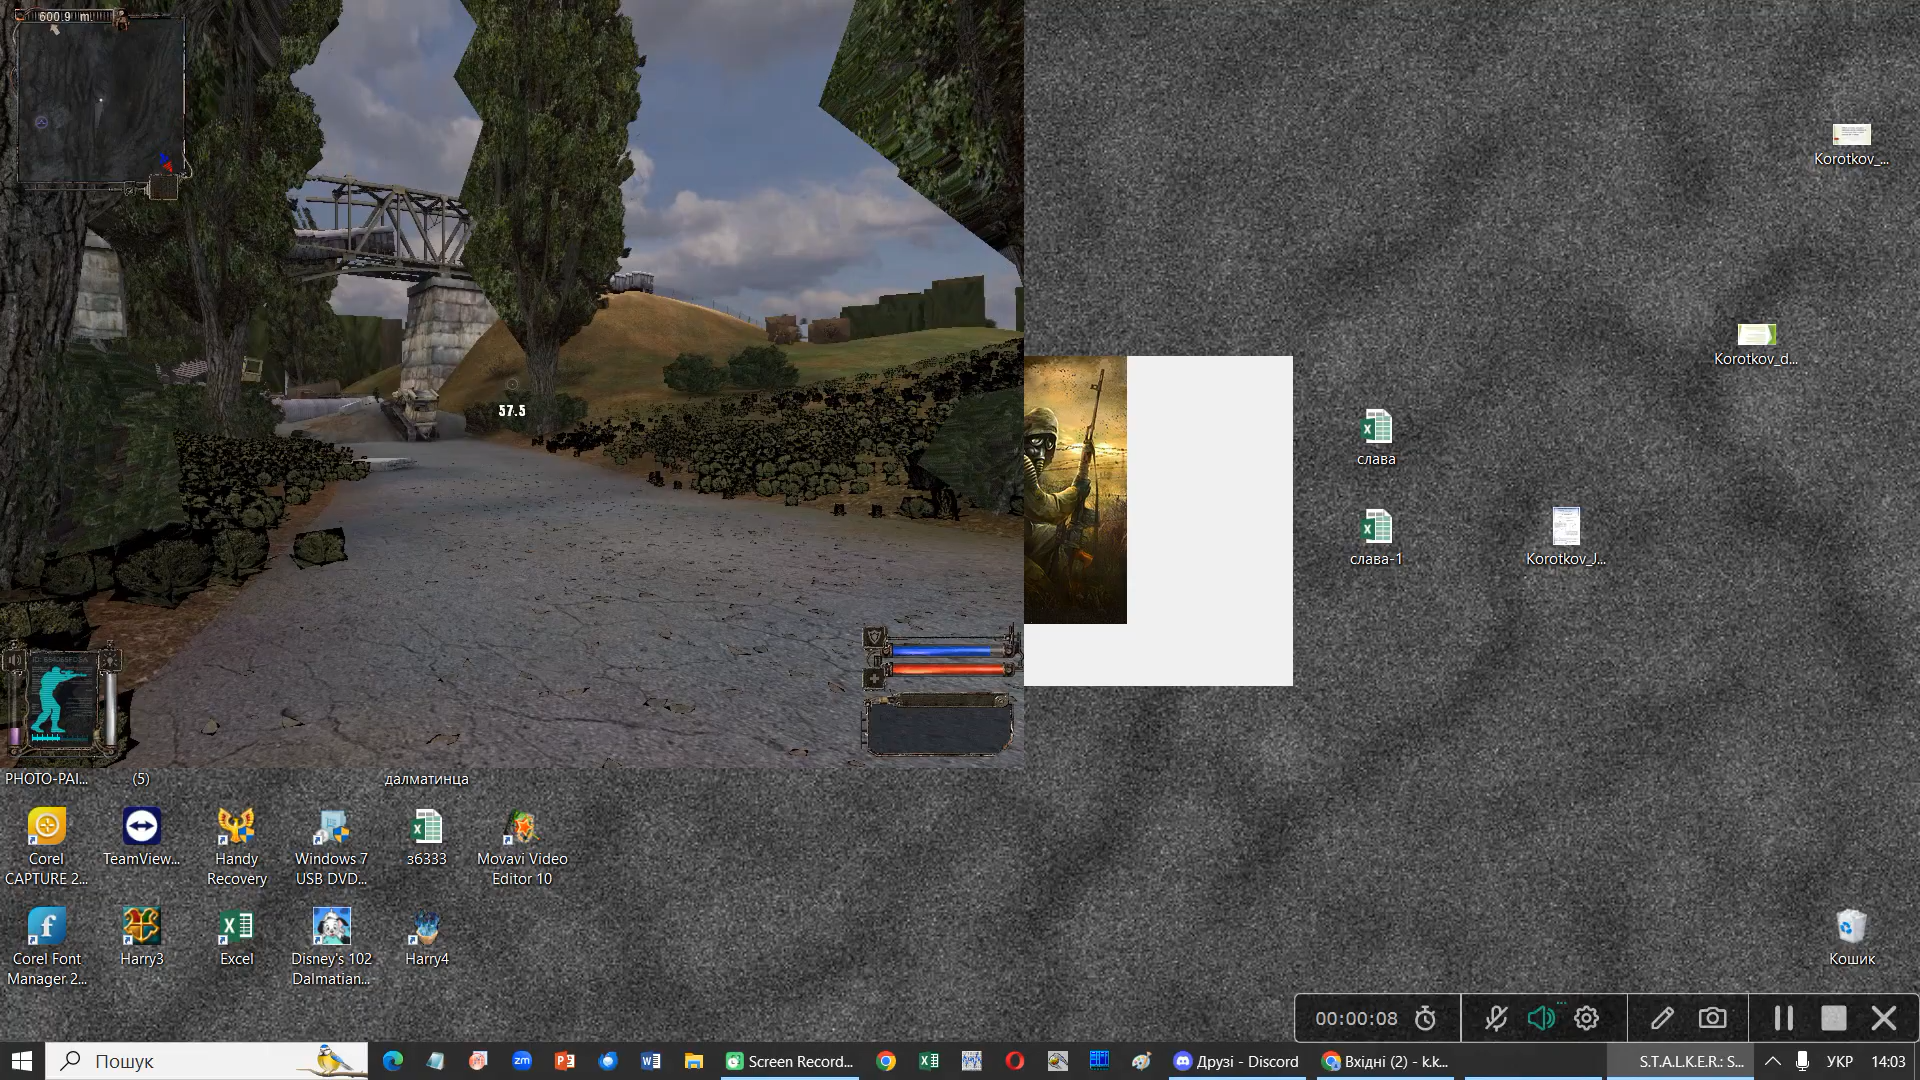 600.9 m.
57.5
Korotkov_...
Korotkov_d...
слава
слава-1
Korotkov_J...
PHOTO-PAI...
(5)
далматинца
Corel
CAPTURE 2...
TeamView...
Handy
Recovery
Windows 7
USB DVD...
з6333
Movavi Video
Editor 10
Corel Font
Manager 2...
Harry3
Excel
Disney's 102
Dalmatian...
Harry4
Кошик
00:00:08
Пошук
zm
Screen Record...
Друзі - Discord
Вхідні (2) - k.k...
S.T.A.L.K.E.R.: S...
УКР
14:03